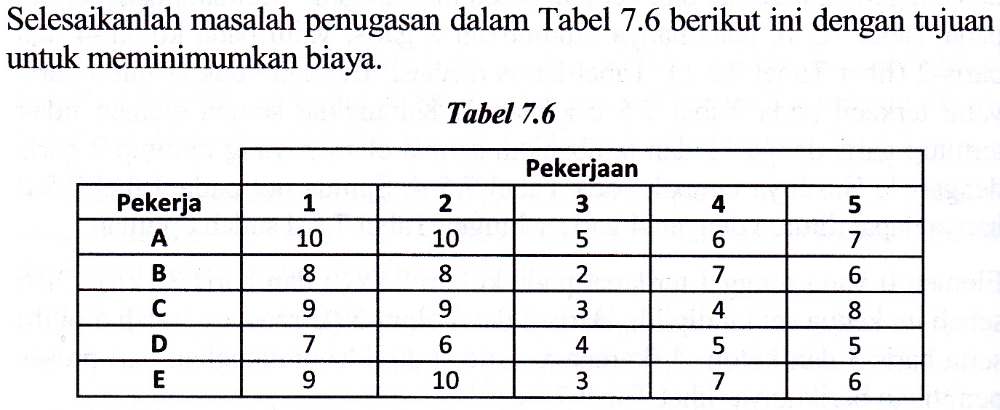 Selesaikanlah masalah penugasan dalam Tabel 7.6 berikut ini dengan tujuan
untuk meminimumkan biaya.
Tabel 7.6
Pekerjaan
Pekerja 1 2 3 4 5
A 10 10 5 6 7
B 8 8 2 7 6
C 9 9 3 4 8
D 7 6 4 5 5
E 9 10 3 7 6